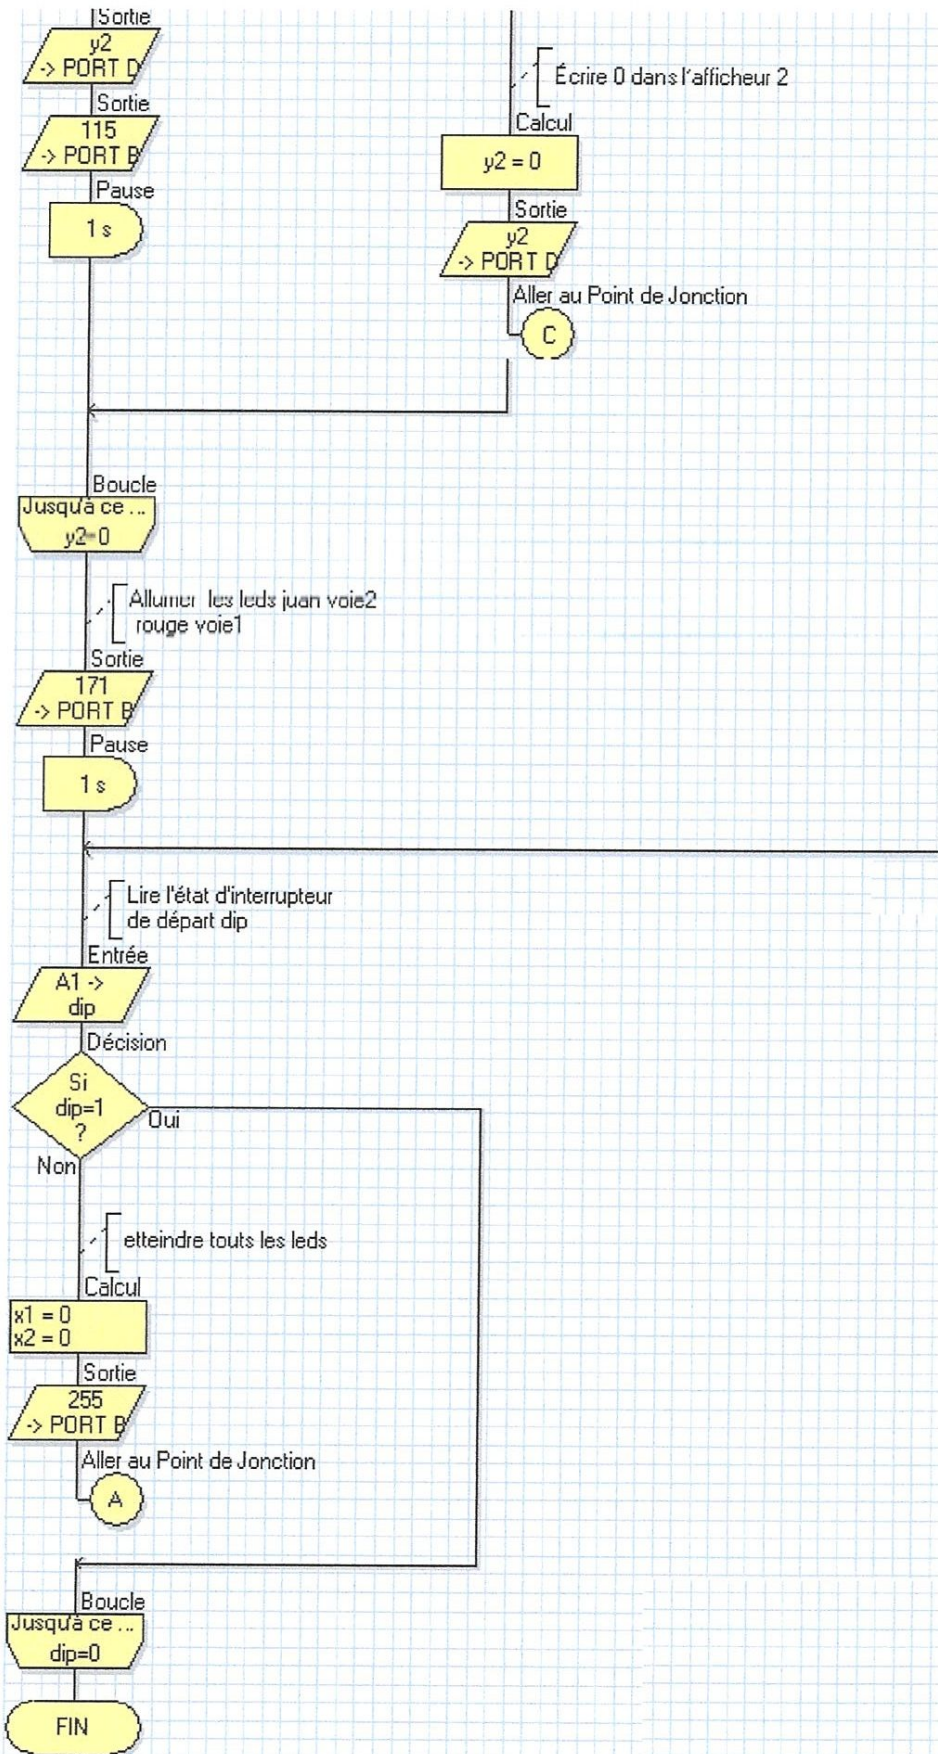 Sortie
y2
-> PORT D
Sortie
115
-> PORT B
Pause
1 s
Écrire 0 dans l'afficheur 2
Calcul
y2 = 0
Sortie
y2
-> PORT D
Aller au Point de Jonction
C
Boucle
Jusqu'à ce ...
y2=0
Allumer les leds juan voie2
rouge voie1
Sortie
171
-> PORT B
Pause
1 s
Lire l'état d'interrupteur
de départ dip
Entrée
A1 ->
dip
Décision
Si
dip=1
?
Oui
Non
etteindre touts les leds
Calcul
x1 = 0
x2 = 0
Sortie
255
-> PORT B
Aller au Point de Jonction
A
Boucle
Jusqu'à ce ...
dip=0
FIN